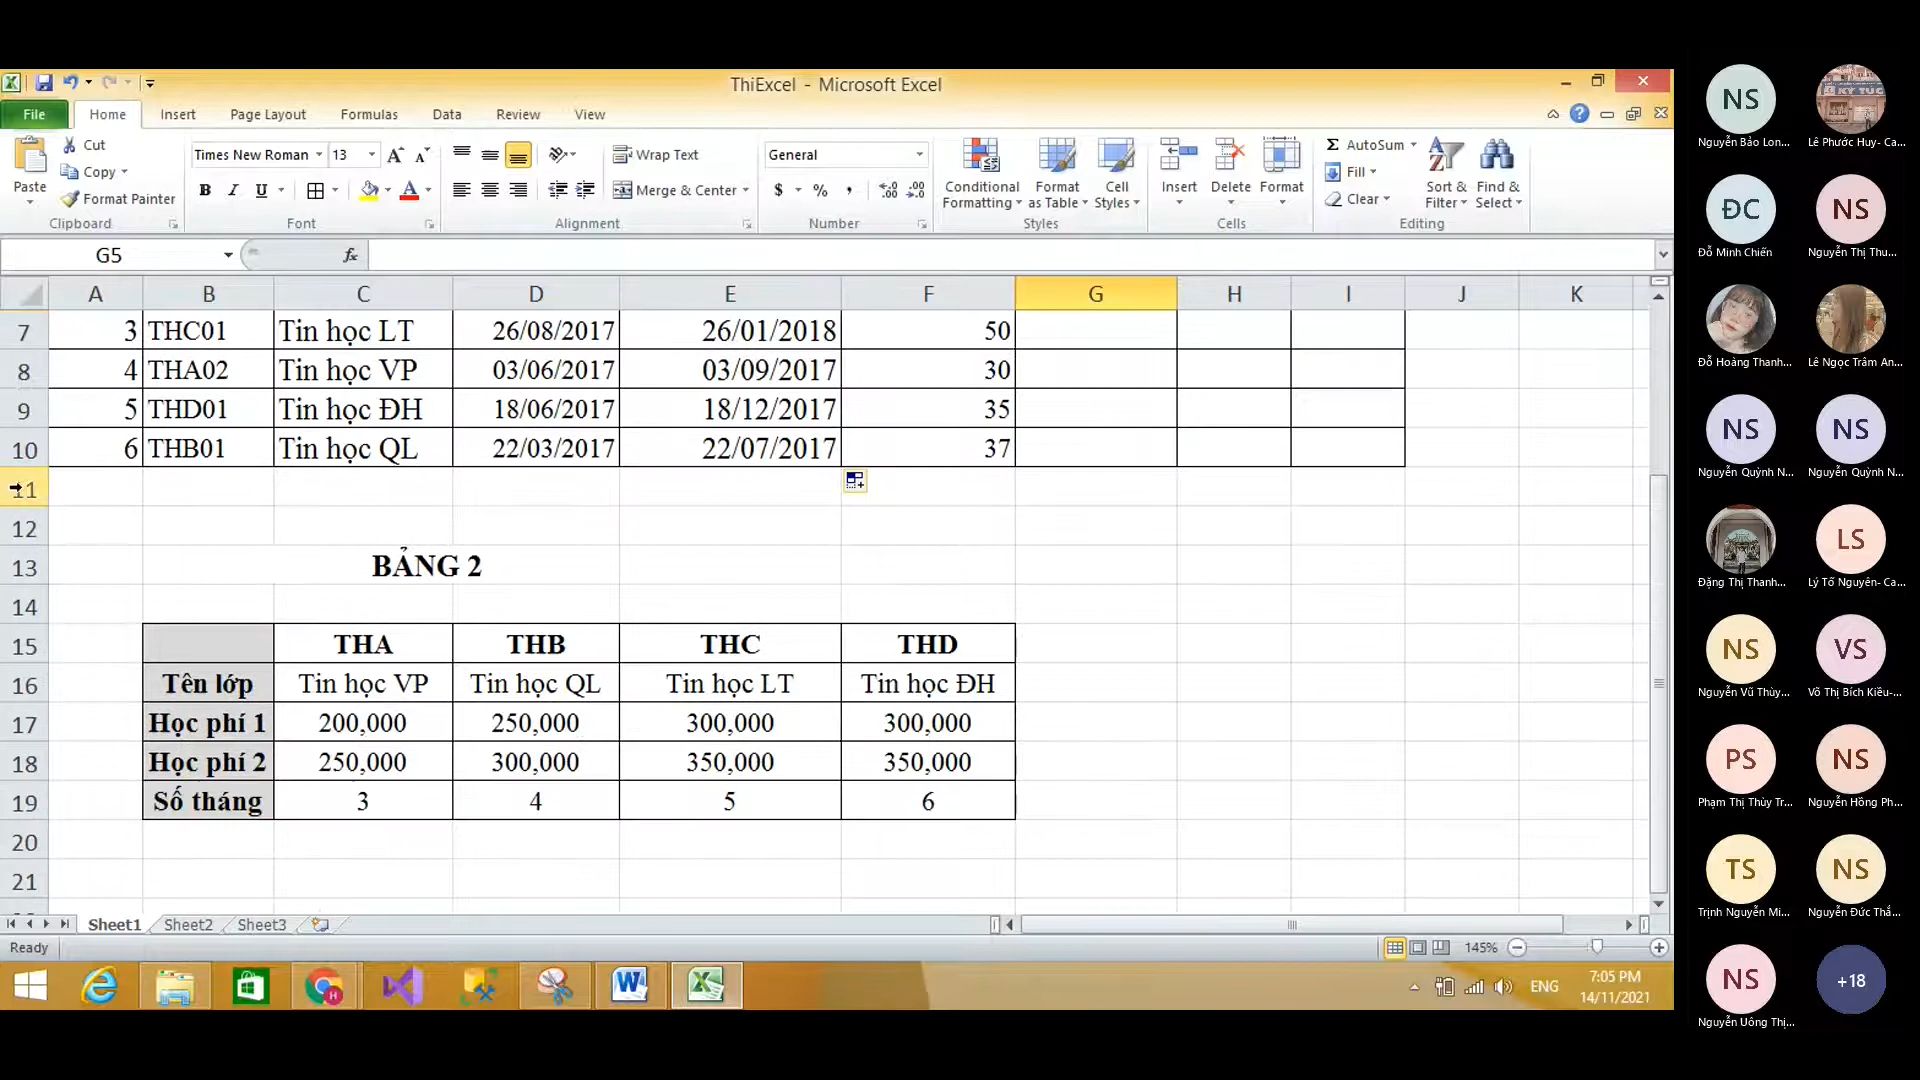 ThiExcel - Microsoft Excel
File Home Insert Page Layout Formulas Data Review View
Paste
Cut
Copy
Format Painter
Clipboard
Times New Roman 13
B I U
Font
Wrap Text
Merge & Center
Alignment
General
$ % ,
Number
Conditional Formatting
Format as Table
Cell Styles
Styles
Insert Delete Format
Cells
AutoSum
Fill
Clear
Sort & Filter
Find & Select
Editing
G5
fx
A B C D E F G H I J K
7 3 THC01 Tin học LT 26/08/2017 26/01/2018 50
8 4 THA02 Tin học VP 03/06/2017 03/09/2017 30
9 5 THD01 Tin học ĐH 18/06/2017 18/12/2017 35
10 6 THB01 Tin học QL 22/03/2017 22/07/2017 37
11
12
13 BẢNG 2
14
15 THA THB THC THD
16 Tên lớp Tin học VP Tin học QL Tin học LT Tin học ĐH
17 Học phí 1 200,000 250,000 300,000 300,000
18 Học phí 2 250,000 300,000 350,000 350,000
19 Số tháng 3 4 5 6
20
21
Sheet1 Sheet2 Sheet3
Ready
145%
ENG
7:05 PM
14/11/2021
NS
Nguyễn Bảo Lon...
KÝ TÚC
Lê Phước Huy- Ca...
ĐC
Đỗ Minh Chiến
NS
Nguyễn Thị Thu...
Đỗ Hoàng Thanh...
Lê Ngọc Trâm An...
NS
Nguyễn Quỳnh N...
NS
Nguyễn Quỳnh N...
Đặng Thị Thanh...
LS
Lý Tố Nguyên- Ca...
NS
Nguyễn Vũ Thùy...
VS
Võ Thị Bích Kiều-...
PS
Phạm Thị Thùy Tr...
NS
Nguyễn Hồng Ph...
TS
Trịnh Nguyễn Mi...
NS
Nguyễn Đức Thắ...
NS
Nguyễn Uông Thị...
+18